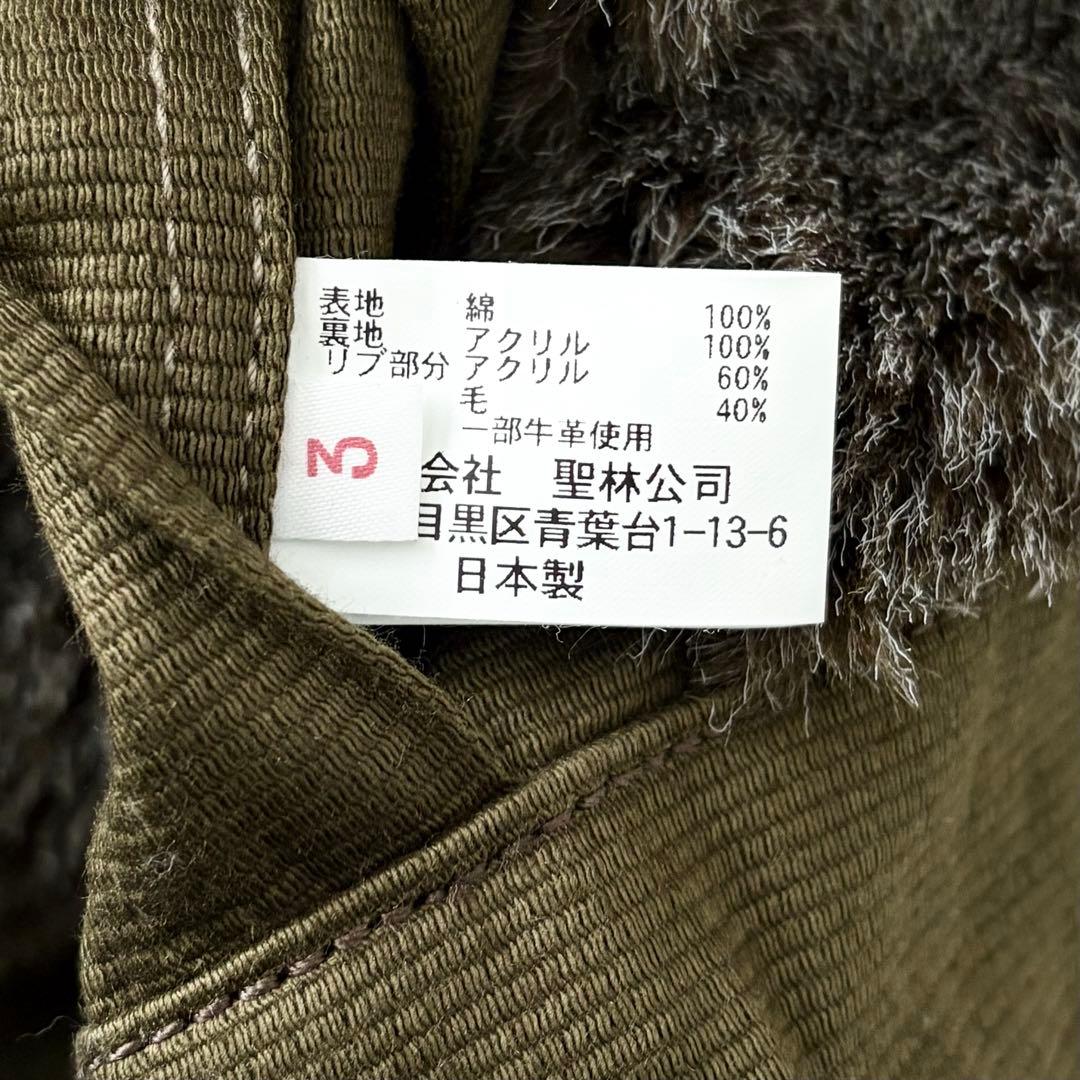 表地 綿 100%
裏地 アクリル 100%
リブ部分 アクリル 60%
毛 40%
一部牛革使用
会社 聖林公司
目黒区青葉台1-13-6
日本製
3